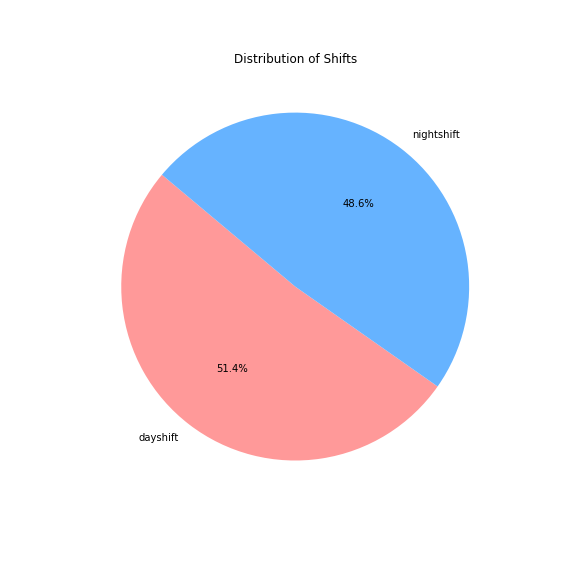 Distribution of Shifts
nightshift
48.6%
51.4%
dayshift